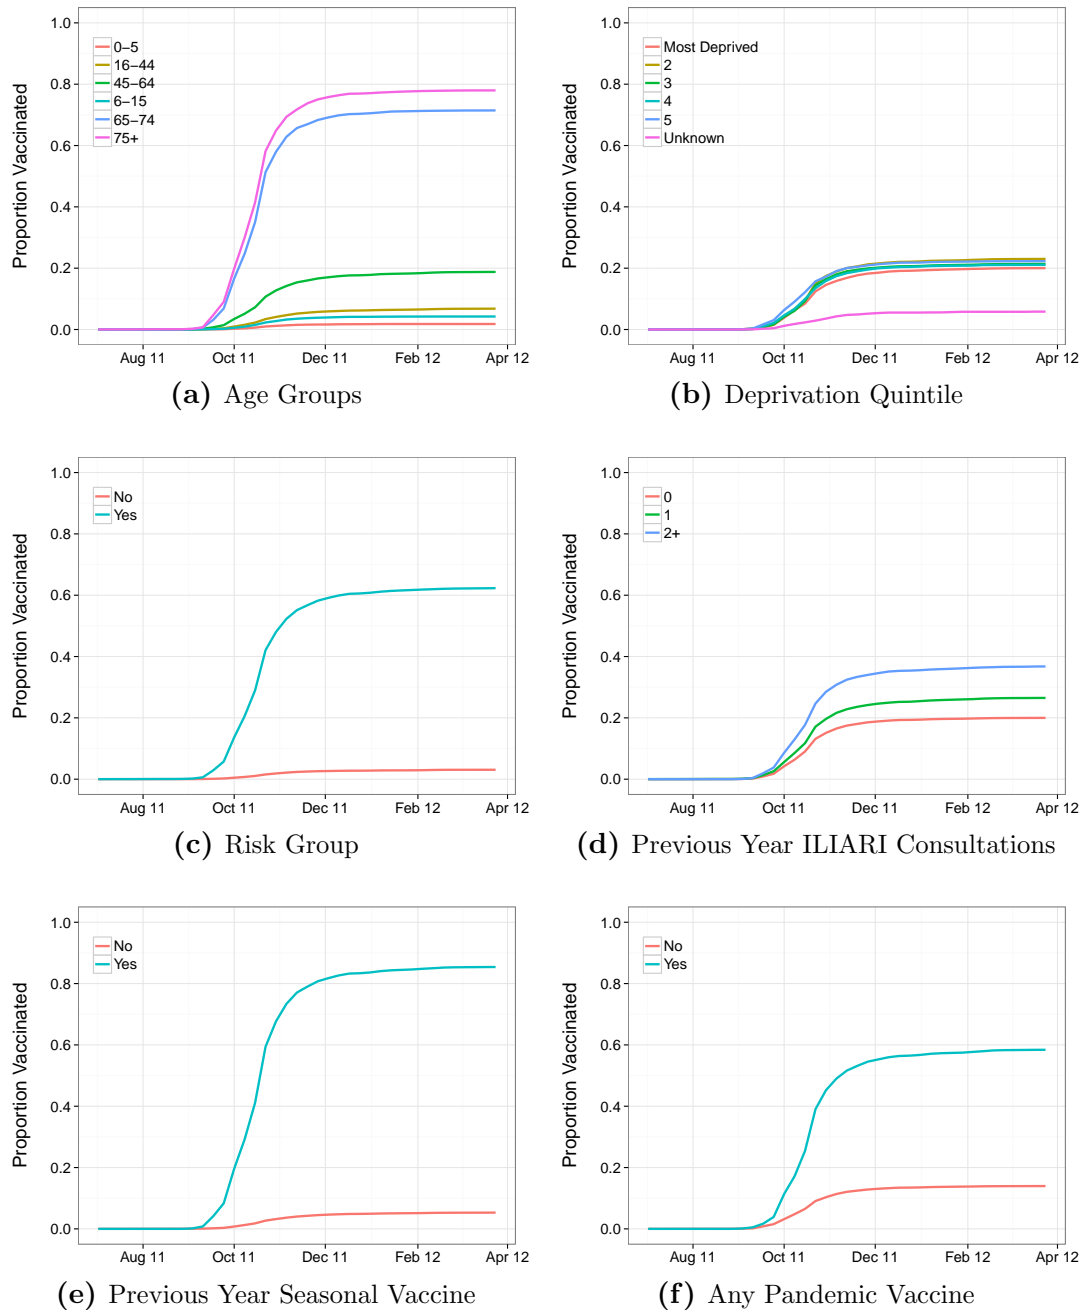 Proportion Vaccinated
1.0
0.8
0.6
0.4
0.2
0.0
0−5
16−44
45−64
6−15
65−74
75+
Aug 11 Oct 11 Dec 11 Feb 12 Apr 12
(a) Age Groups
Proportion Vaccinated
1.0
0.8
0.6
0.4
0.2
0.0
Most Deprived
2
3
4
5
Unknown
Aug 11 Oct 11 Dec 11 Feb 12 Apr 12
(b) Deprivation Quintile
Proportion Vaccinated
1.0
0.8
0.6
0.4
0.2
0.0
No
Yes
Aug 11 Oct 11 Dec 11 Feb 12 Apr 12
(c) Risk Group
Proportion Vaccinated
1.0
0.8
0.6
0.4
0.2
0.0
0
1
2+
Aug 11 Oct 11 Dec 11 Feb 12 Apr 12
(d) Previous Year ILIARI Consultations
Proportion Vaccinated
1.0
0.8
0.6
0.4
0.2
0.0
No
Yes
Aug 11 Oct 11 Dec 11 Feb 12 Apr 12
(e) Previous Year Seasonal Vaccine
Proportion Vaccinated
1.0
0.8
0.6
0.4
0.2
0.0
No
Yes
Aug 11 Oct 11 Dec 11 Feb 12 Apr 12
(f) Any Pandemic Vaccine